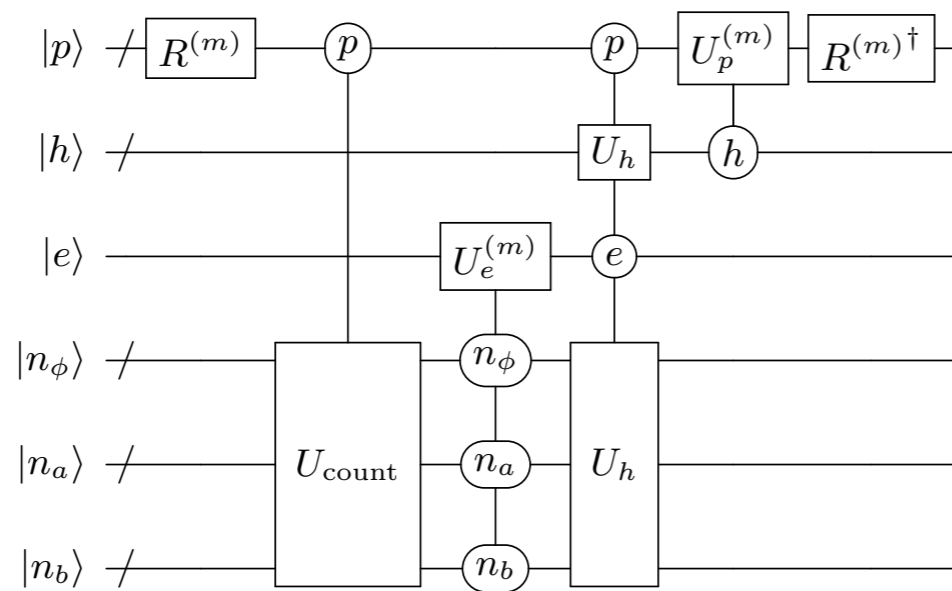 |p⟩ R^{(m)} p p U_p^{(m)} R^{(m)†}
|h⟩ U_h h
|e⟩ U_e^{(m)} e
|n_ϕ⟩ n_ϕ
|n_a⟩ U_count n_a U_h
|n_b⟩ n_b